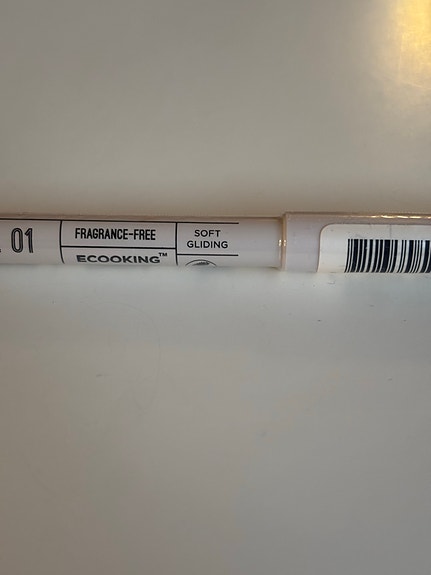 01
FRAGRANCE-FREE
ECOOKING™
SOFT
GLIDING